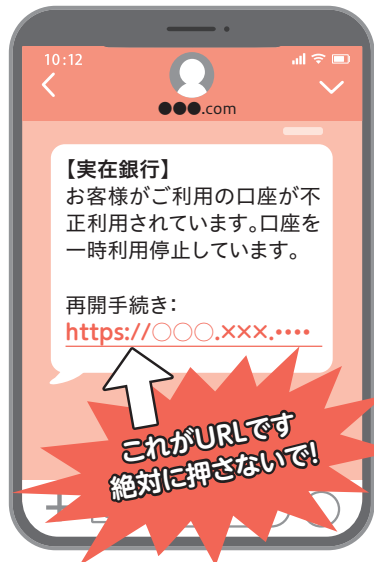 10:12
●●●.com
【実在銀行】
お客様がご利用の口座が不
正利用されています。口座を
一時利用停止しています。
再開手続き：
https://○○○.×××.••••
これがURLです
絶対に押さないで!